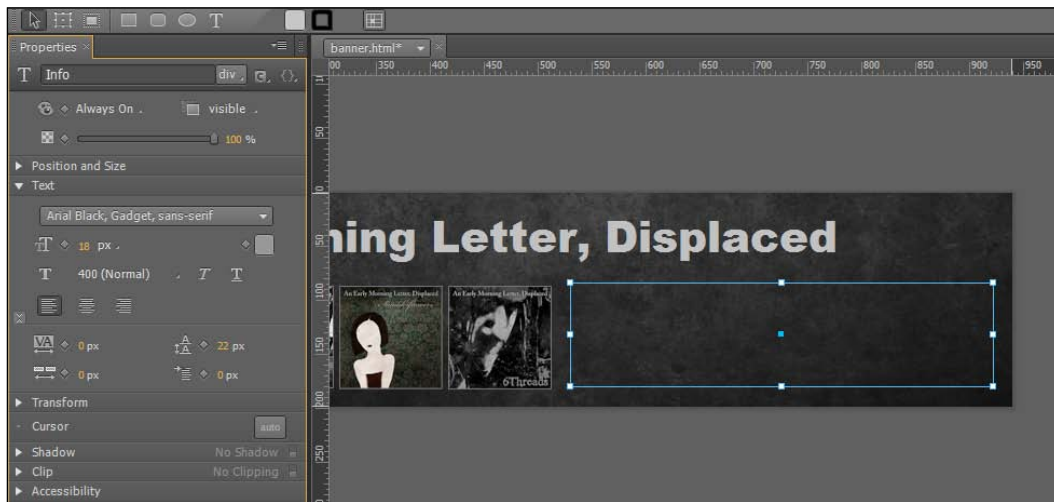 T
Properties
banner.html*
T Info div
00 350 400 450 500 550 600 650 700 750 800 850 900 950
Always On visible
100 %
Position and Size
Text
Arial Black, Gadget, sans-serif
18 px
T 400 (Normal) T T
0 px 22 px
0 px 0 px
Transform
Cursor auto
Shadow No Shadow
Clip No Clipping
Accessibility
50
0
50
100
150
200
250
ning Letter, Displaced
An Early Morning Letter, Displaced
An Early Morning Letter, Displaced
6Threads